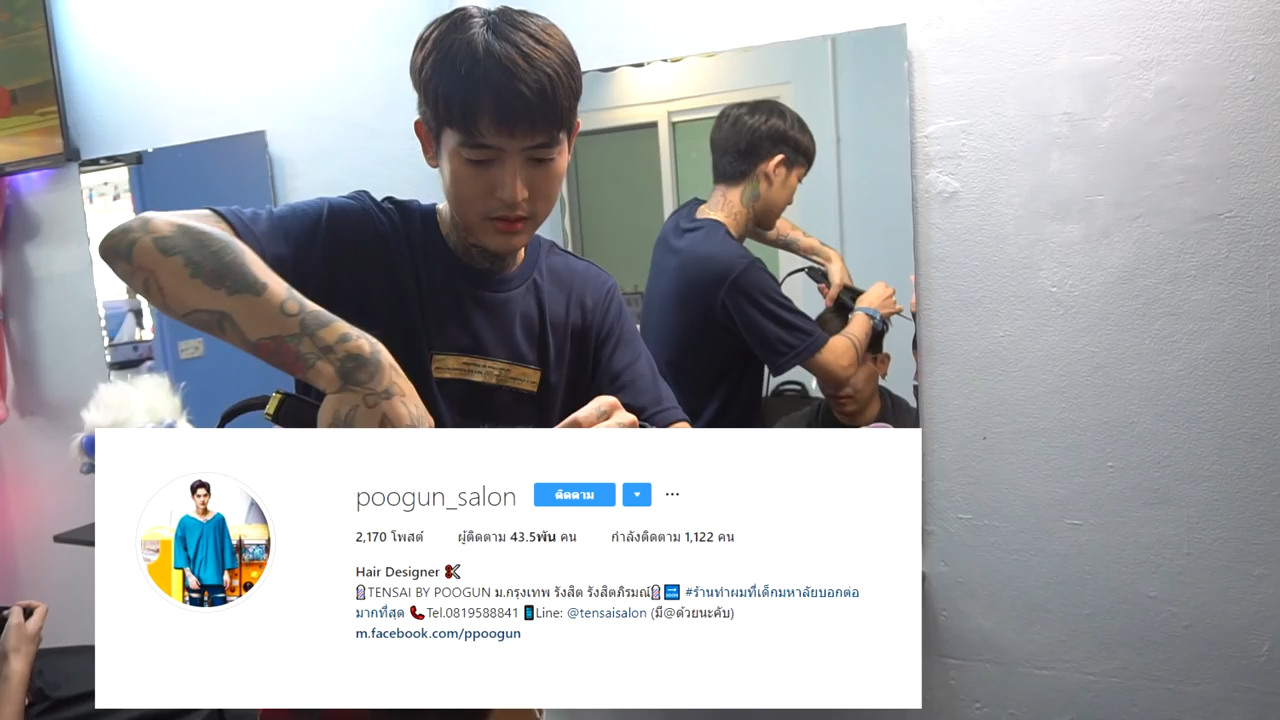 poogun_salon ติดตาม
2,170 โพสต์ ผู้ติดตาม 43.5พัน คน กำลังติดตาม 1,122 คน
Hair Designer
💈TENSAI BY POOGUN ม.กรุงเทพ รังสิต รังสิตภิรมณ์💈🔜 #ร้านทำผมที่เด็กมหาลัยบอกต่อ
มากที่สุด 📞Tel.0819588841 📱Line: @tensaisalon (มี@ด้วยนะคับ)
m.facebook.com/ppoogun